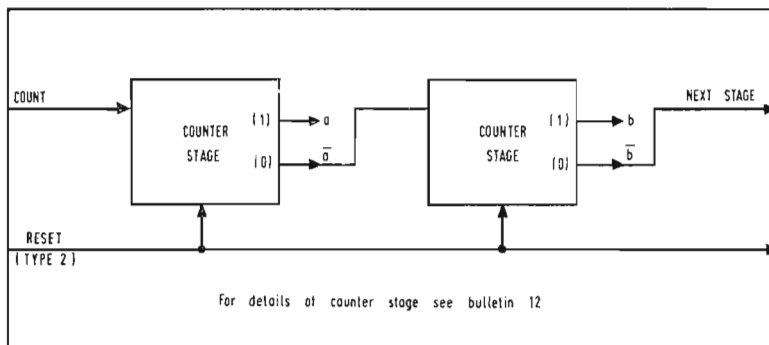 COUNT
COUNTER
STAGE
(1)
a
(0)
a̅
COUNTER
STAGE
(1)
b
(0)
b̅
NEXT STAGE
RESET
(TYPE 2)
For details of counter stage see bulletin 12